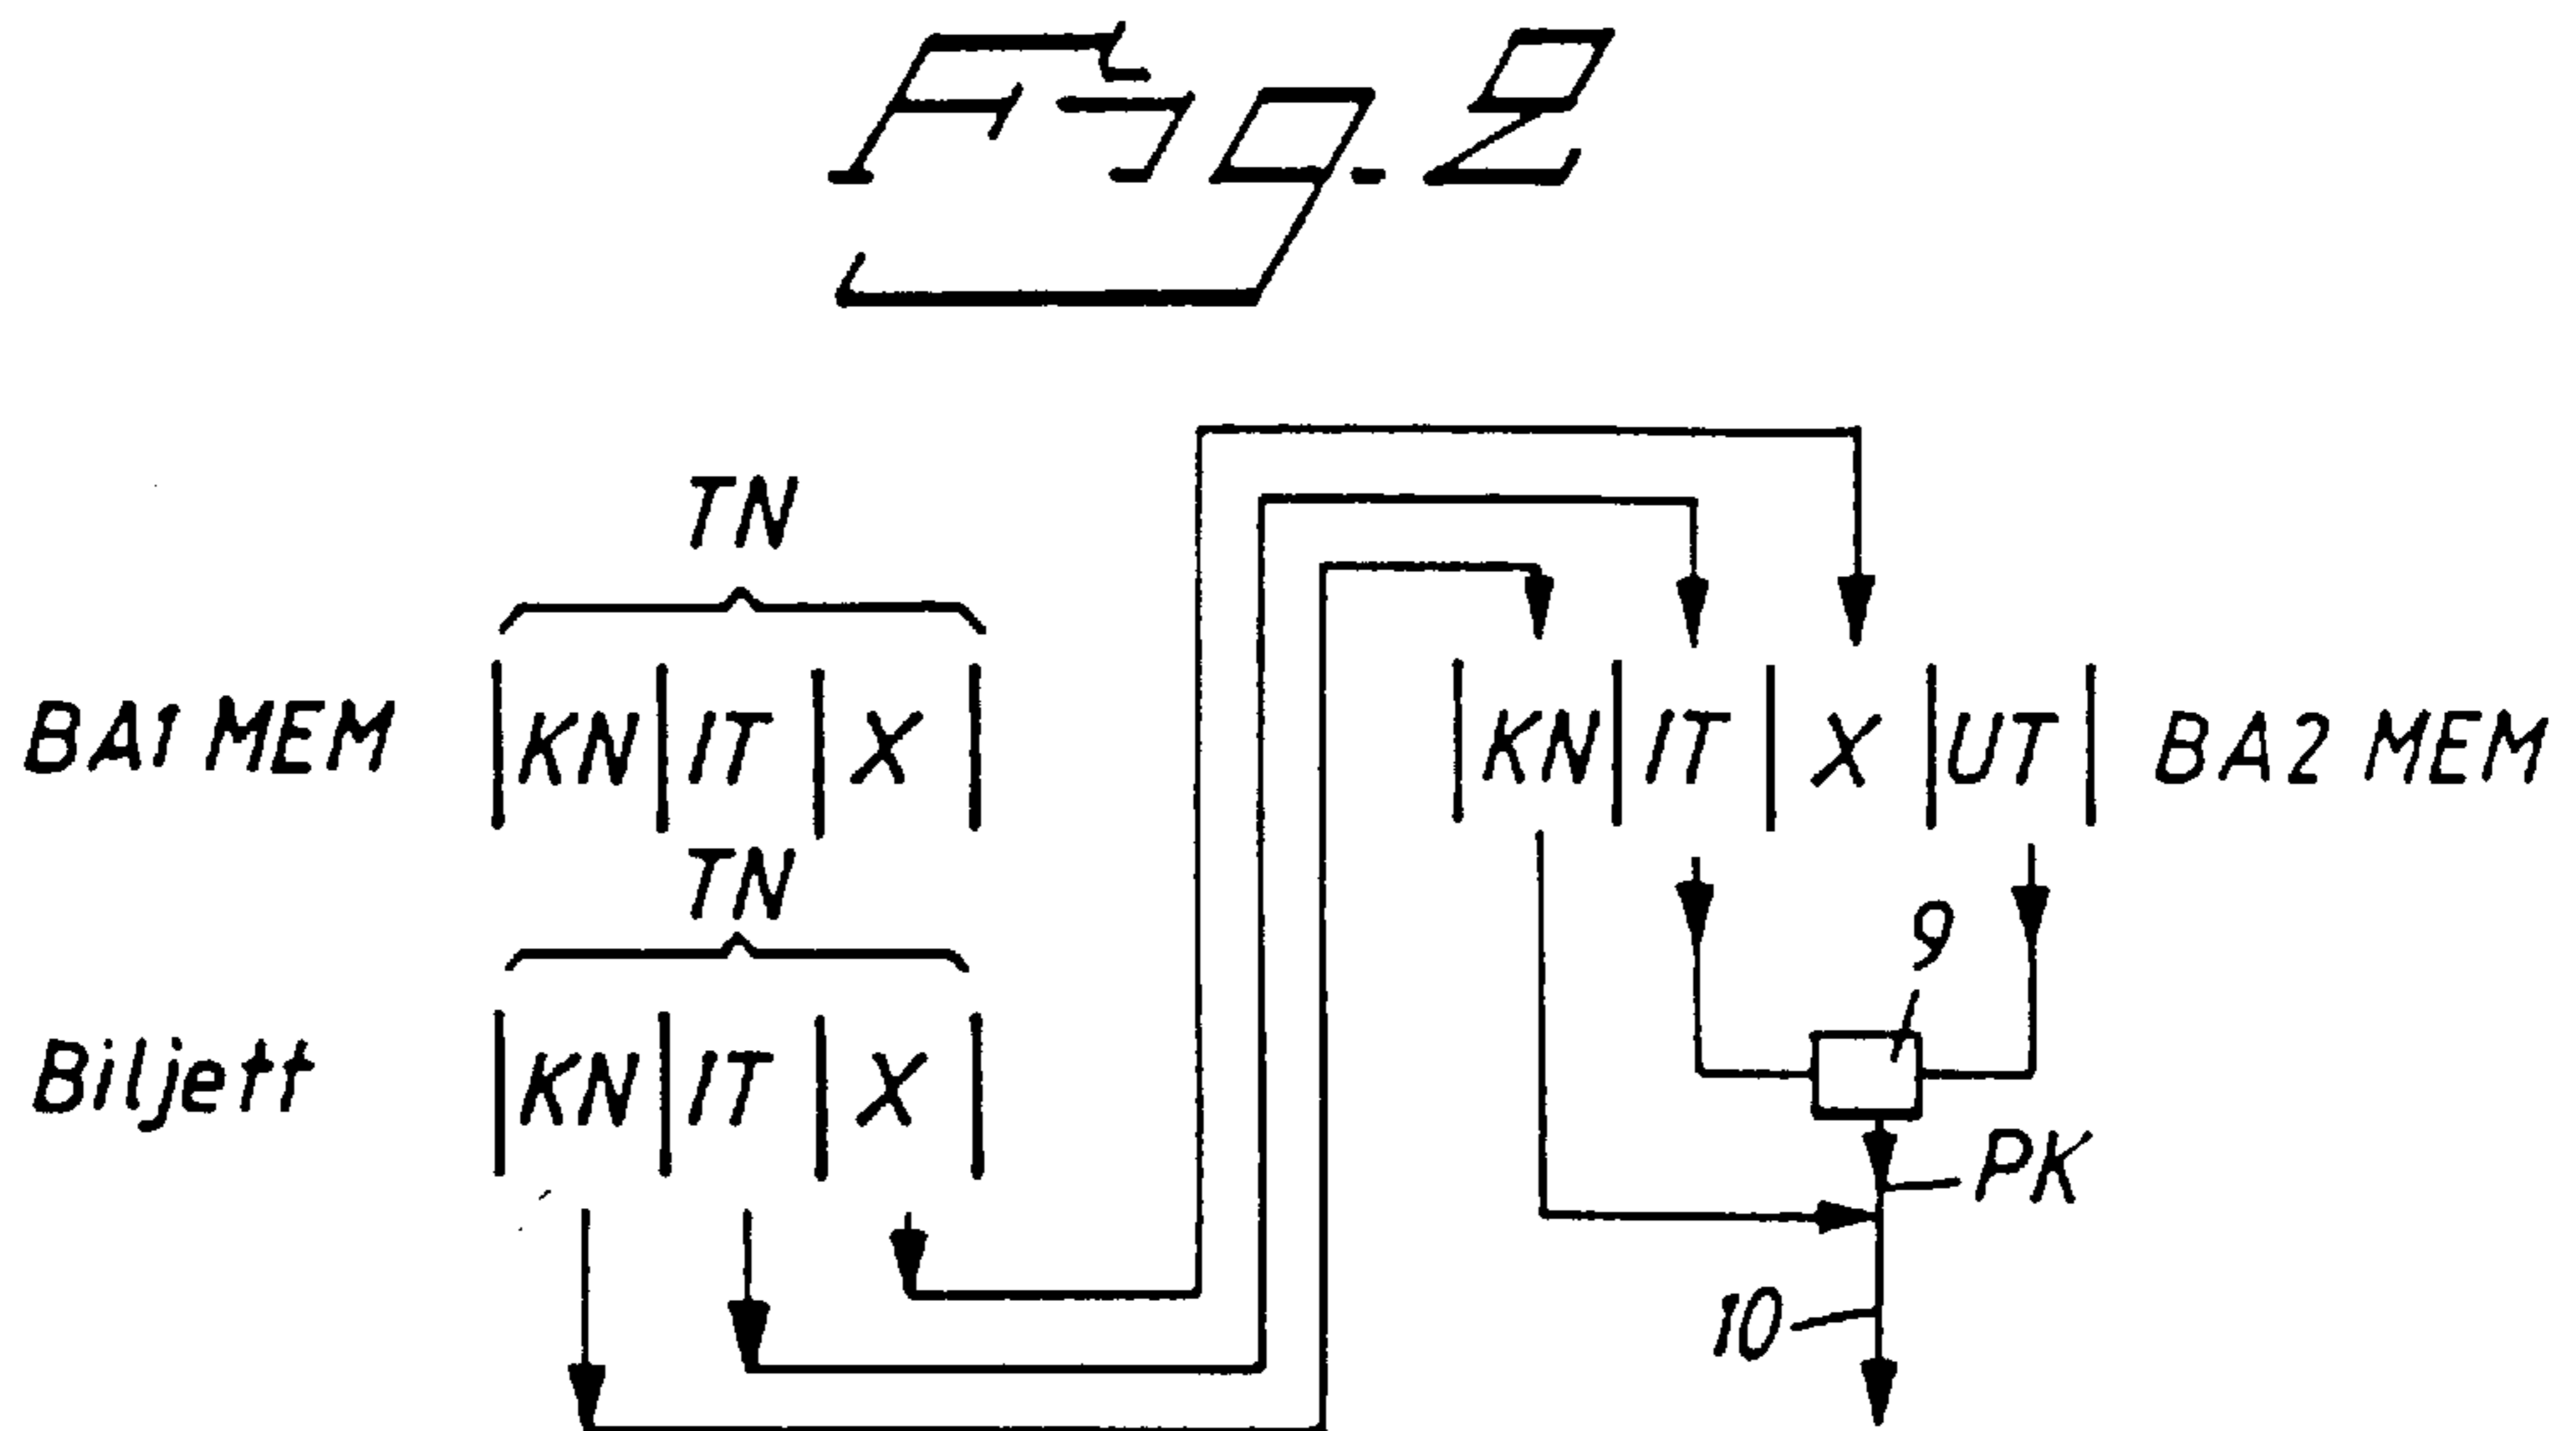 Fig. 2
TN
BA1 MEM |KN|IT|X|
|KN|IT|X|UT| BA2 MEM
TN
9
Biljett |KN|IT|X|
PK
10